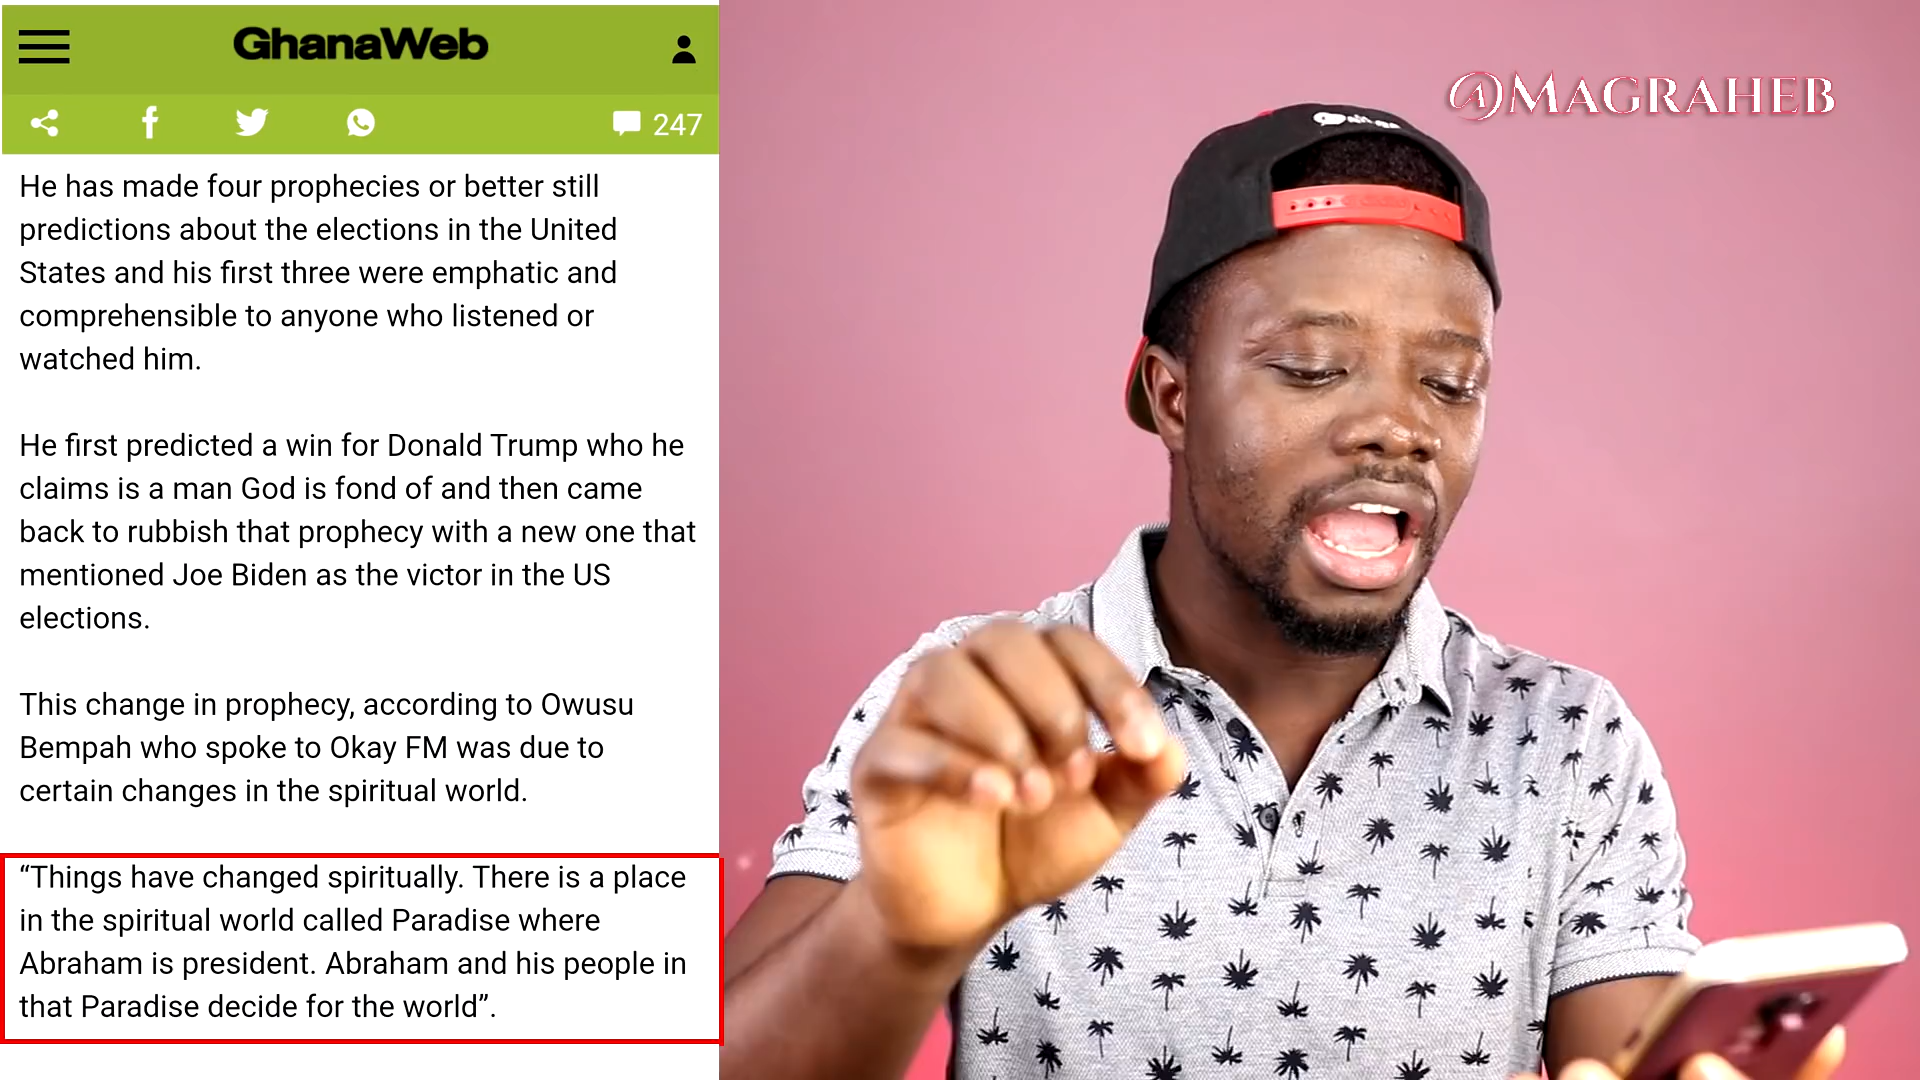 GhanaWeb
247
@MAGRAHEB
He has made four prophecies or better still
predictions about the elections in the United
States and his first three were emphatic and
comprehensible to anyone who listened or
watched him.
He first predicted a win for Donald Trump who he
claims is a man God is fond of and then came
back to rubbish that prophecy with a new one that
mentioned Joe Biden as the victor in the US
elections.
This change in prophecy, according to Owusu
Bempah who spoke to Okay FM was due to
certain changes in the spiritual world.
“Things have changed spiritually. There is a place
in the spiritual world called Paradise where
Abraham is president. Abraham and his people in
that Paradise decide for the world”.